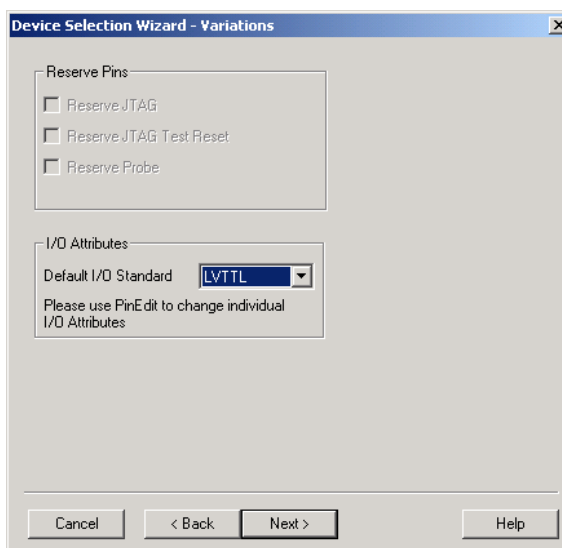 Device Selection Wizard - Variations
Reserve Pins
Reserve JTAG
Reserve JTAG Test Reset
Reserve Probe
I/O Attributes
Default I/O Standard LVTTL
Please use PinEdit to change individual
I/O Attributes
Cancel < Back Next > Help